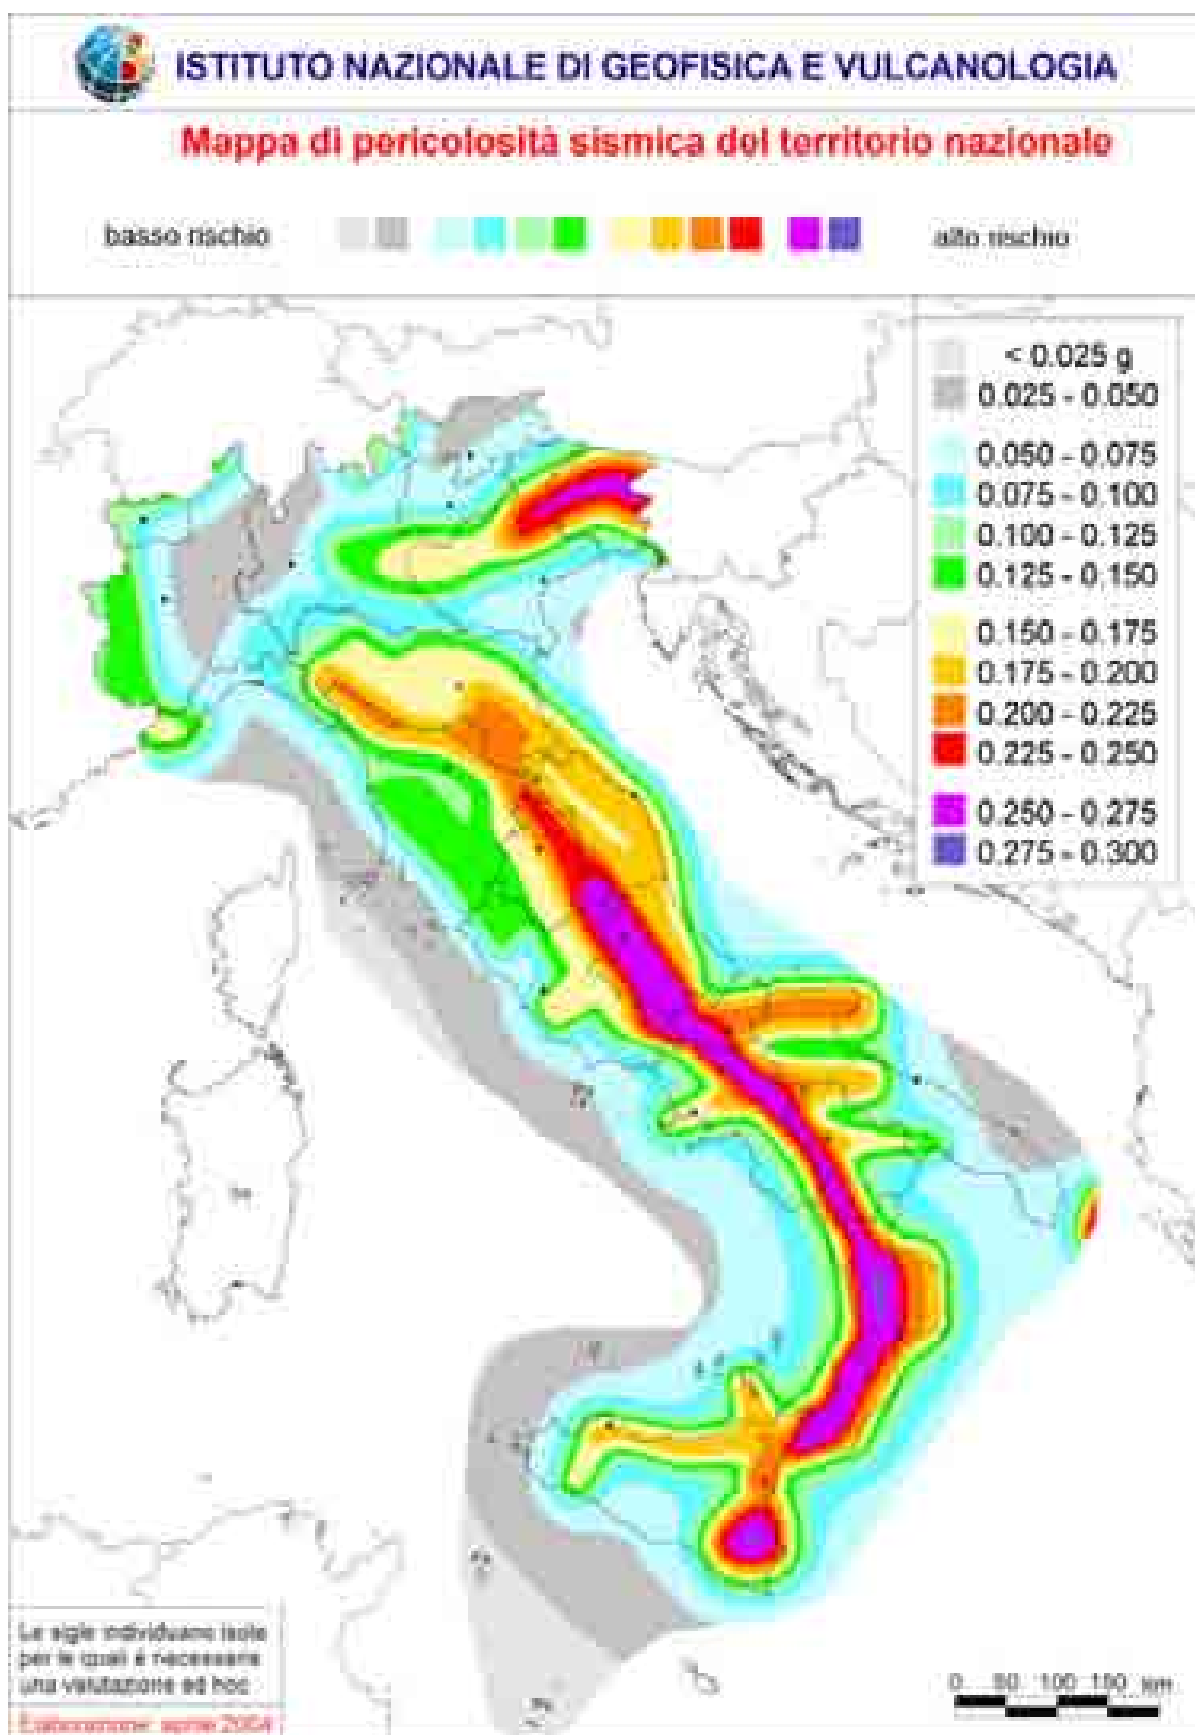 ISTITUTO NAZIONALE DI GEOFISICA E VULCANOLOGIA
Mappa di pericolosità sismica del territorio nazionale
basso rischio
alto rischio
< 0.025 g
0.025 - 0.050
0.050 - 0.075
0.075 - 0.100
0.100 - 0.125
0.125 - 0.150
0.150 - 0.175
0.175 - 0.200
0.200 - 0.225
0.225 - 0.250
0.250 - 0.275
0.275 - 0.300
Le sigle individuano isole
per le quali è necessaria
una valutazione ad hoc
Elaborazione: aprile 2004
0 50 100 150 km